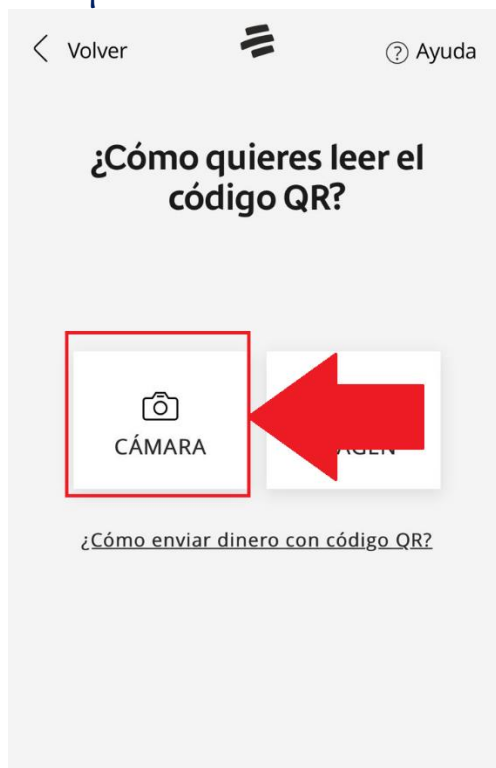 Volver
Ayuda
¿Cómo quieres leer el
código QR?
CÁMARA
¿Cómo enviar dinero con código QR?